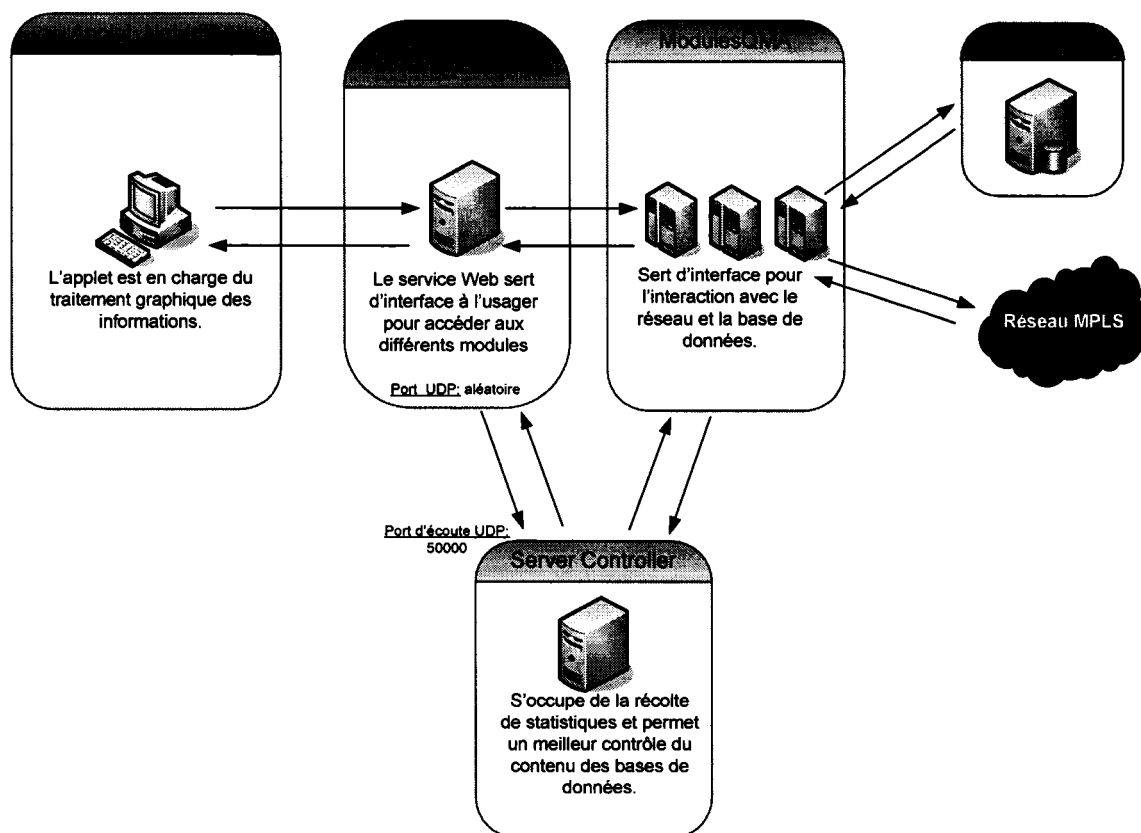 ModulesQMA
L'applet est en charge du
traitement graphique des
informations.
Le service Web sert
d'interface à l'usager
pour accéder aux
différents modules
Port UDP: aléatoire
Sert d'interface pour
l'interaction avec le
réseau et la base de
données.
Réseau MPLS
Port d'écoute UDP:
50000
Server Controller
S'occupe de la récolte
de statistiques et permet
un meilleur contrôle du
contenu des bases de
données.